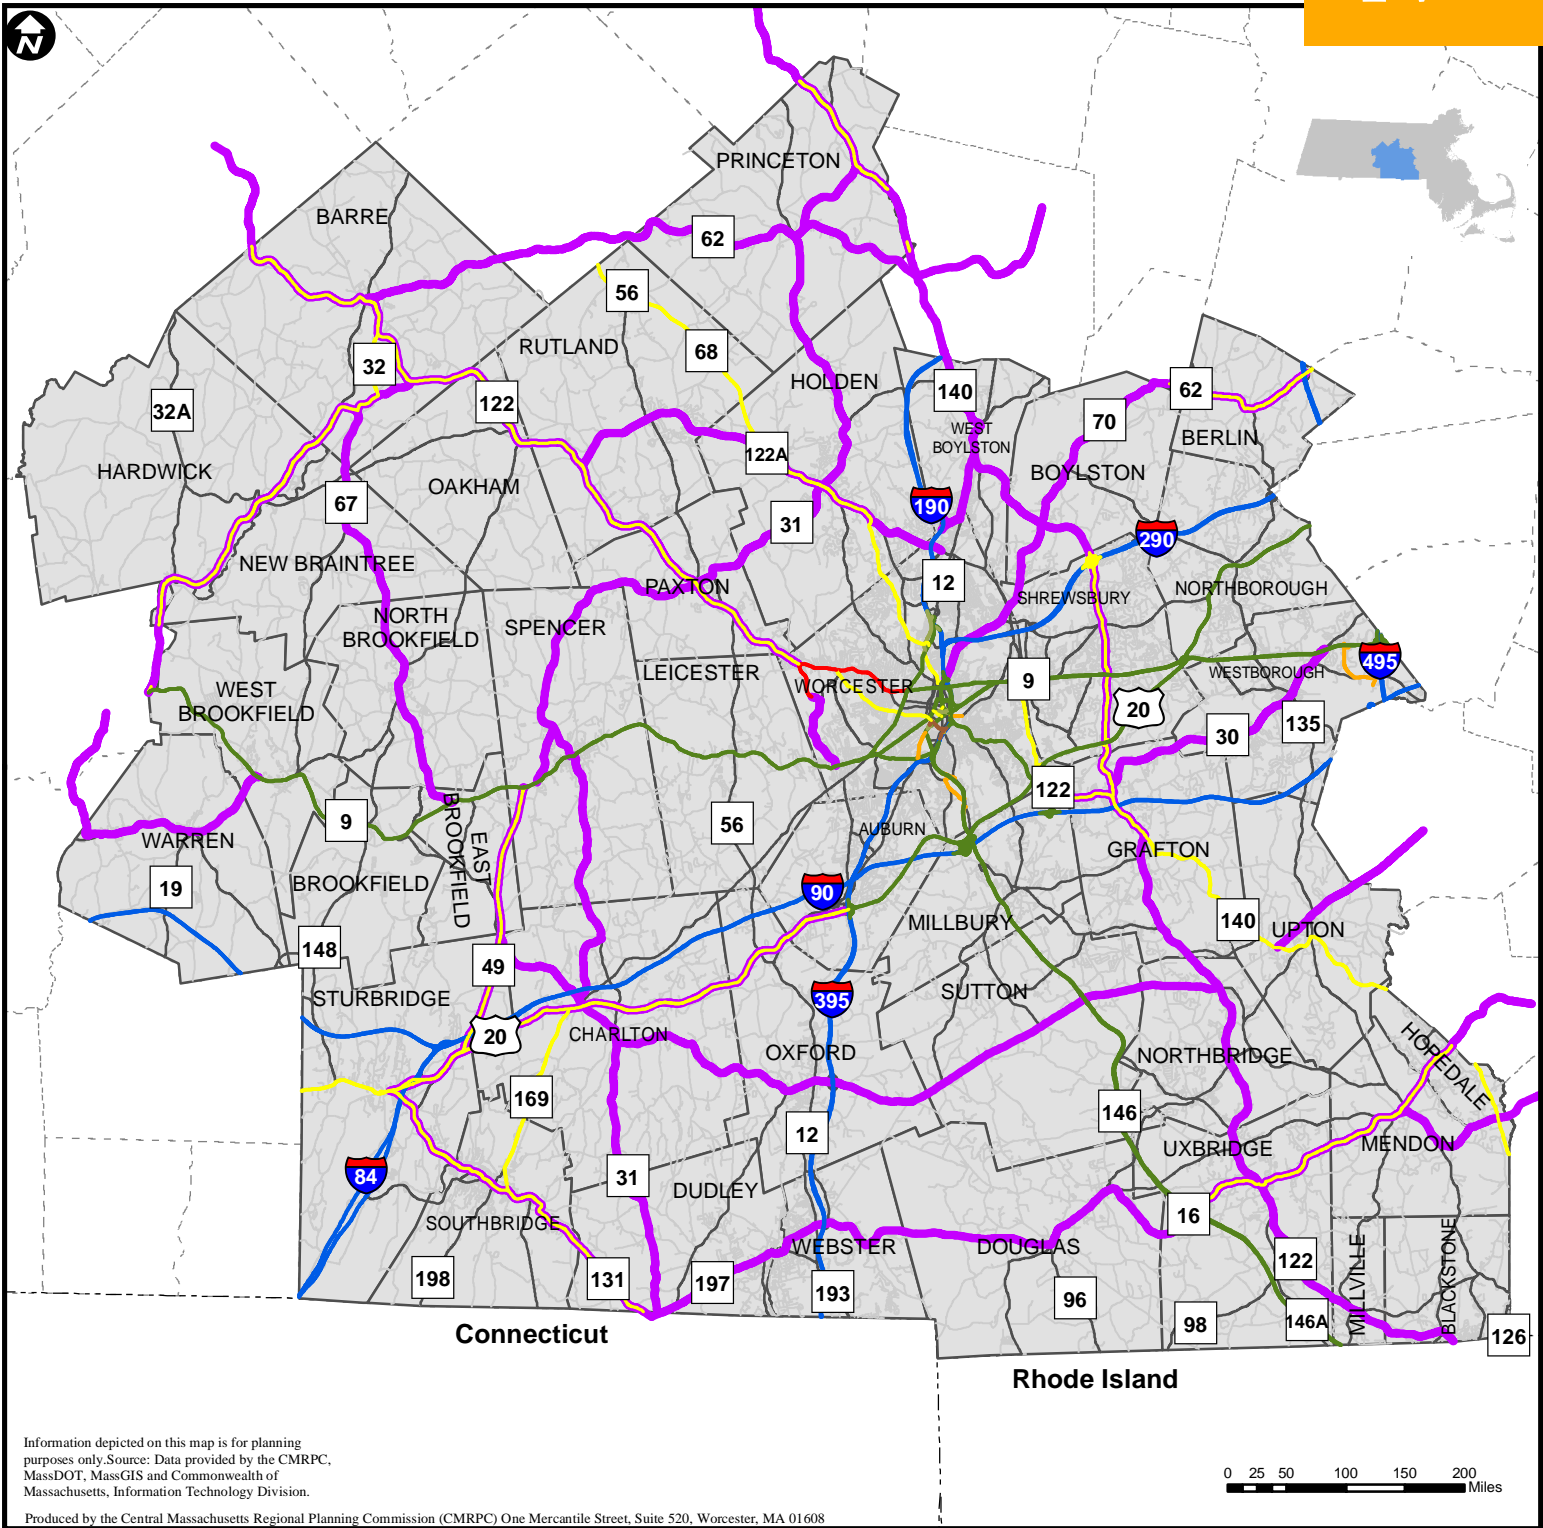 N
PRINCETON
BARRE
62
56
RUTLAND
68
32
HOLDEN
140
62
122
32A
70
WEST
BOYLSTON
BERLIN
122A
HARDWICK
BOYLSTON
OAKHAM
67
190
31
290
NEW BRAINTREE
12
PAXTON
NORTHBOROUGH
SHREWSBURY
NORTH
BROOKFIELD
SPENCER
495
LEICESTER
WESTBOROUGH
9
WORCESTER
WEST
BROOKFIELD
20
135
30
122
9
56
AUBURN
WARREN
GRAFTON
EAST
BROOKFIELD
BROOKFIELD
19
90
140
MILLBURY
UPTON
148
49
STURBRIDGE
395
SUTTON
20
CHARLTON
OXFORD
NORTHBRIDGE
HOPEDALE
169
146
12
UXBRIDGE
MENDON
84
31
DUDLEY
16
SOUTHBRIDGE
WEBSTER
DOUGLAS
122
MILLVILLE
BLACKSTONE
198
131
197
193
96
98
146A
126
Connecticut
Rhode Island
Information depicted on this map is for planning
purposes only.Source: Data provided by the CMRPC,
MassDOT, MassGIS and Commonwealth of
Massachusetts, Information Technology Division.
0 25 50 100 150 200
Miles
Produced by the Central Massachusetts Regional Planning Commission (CMRPC) One Mercantile Street, Suite 520, Worcester, MA 01608